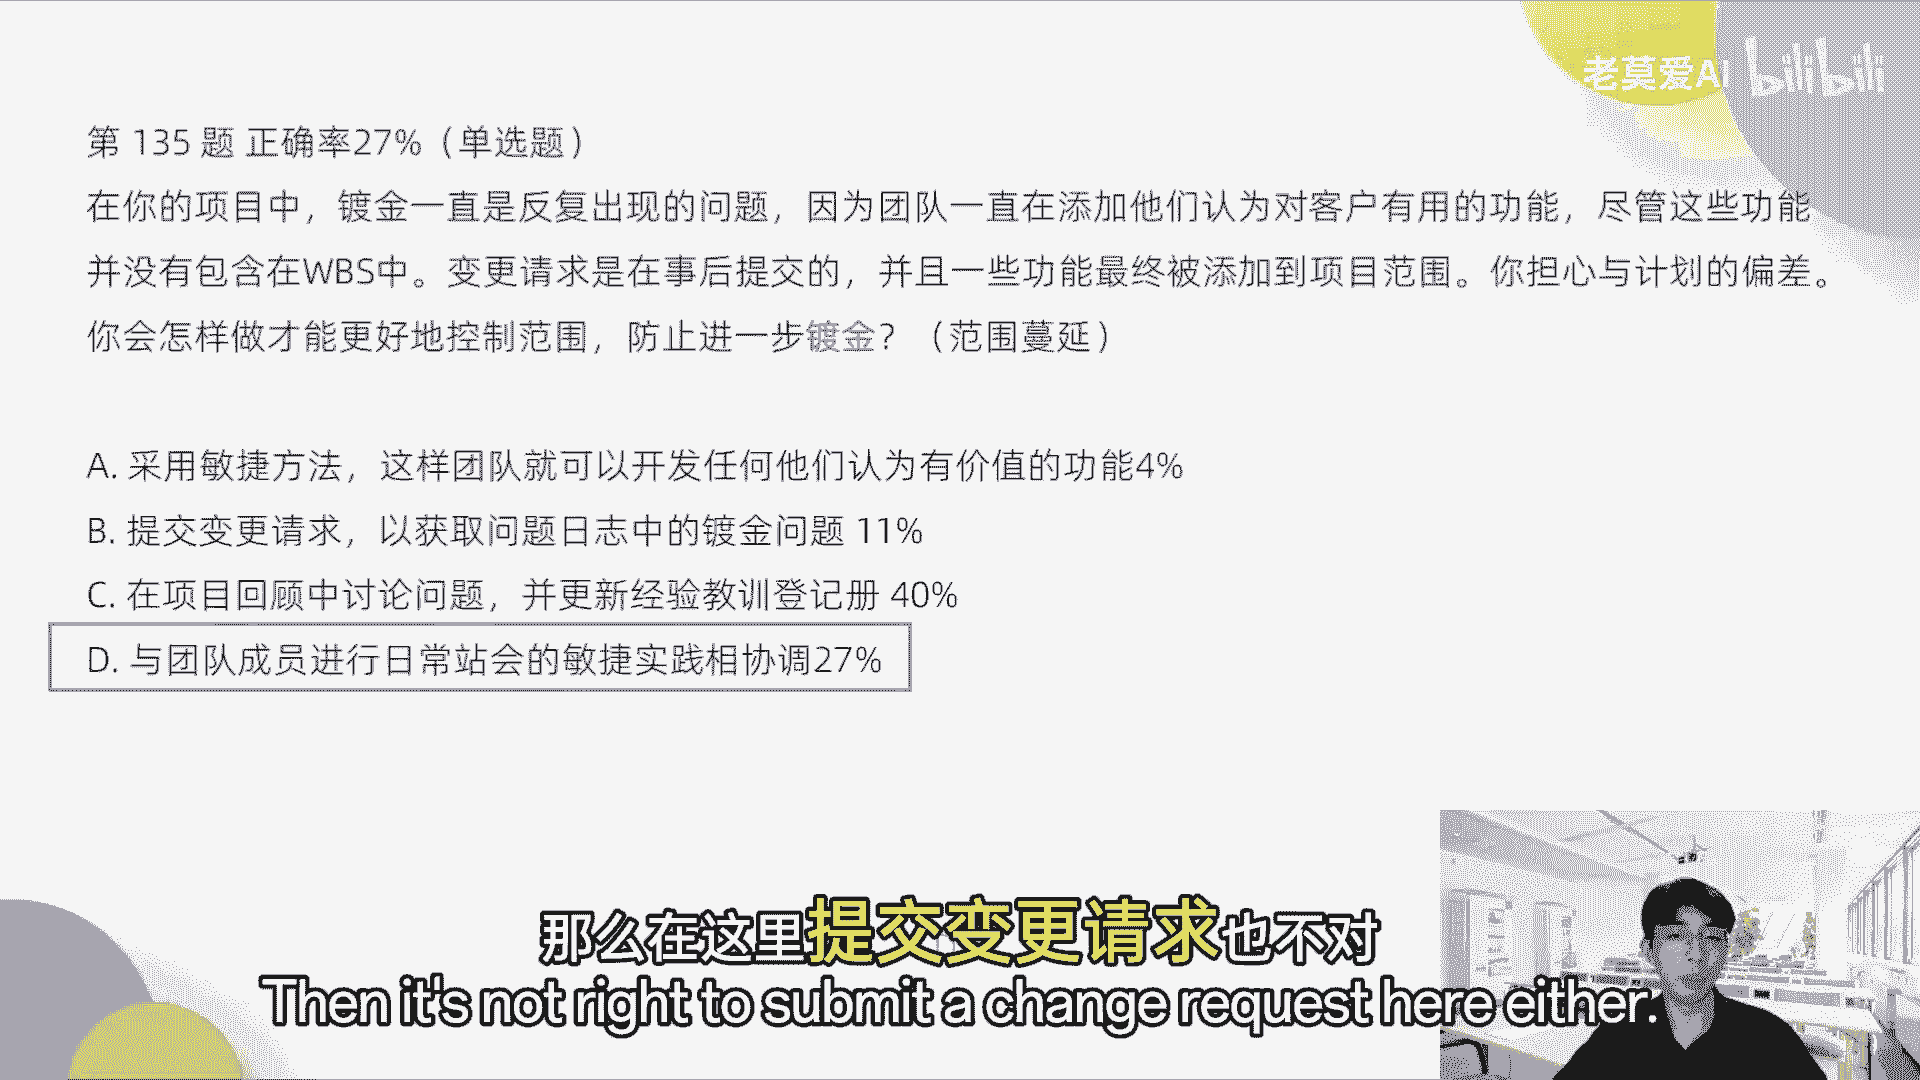 老莫爱AI bilibili
第 135 题 正确率27%（单选题）
在你的项目中，镀金一直是反复出现的问题，因为团队一直在添加他们认为对客户有用的功能，尽管这些功能
并没有包含在WBS中。变更请求是在事后提交的，并且一些功能最终被添加到项目范围。你担心与计划的偏差。
你会怎样做才能更好地控制范围，防止进一步镀金？（范围蔓延）
A. 采用敏捷方法，这样团队就可以开发任何他们认为有价值的功能4%
B. 提交变更请求，以获取问题日志中的镀金问题 11%
C. 在项目回顾中讨论问题，并更新经验教训登记册 40%
D. 与团队成员进行日常站会的敏捷实践相协调27%
那么在这里提交变更请求也不对
Then it's not right to submit a change request here either.